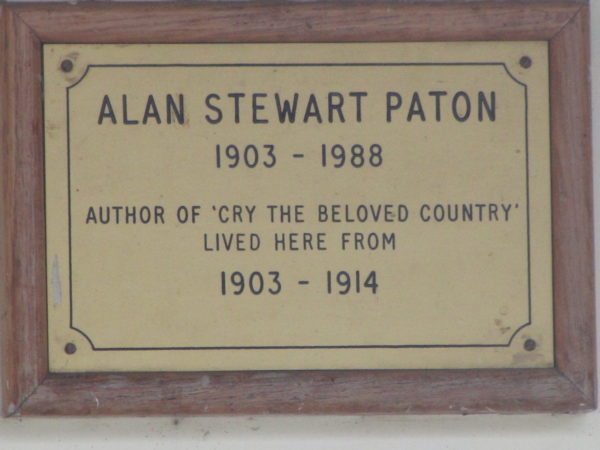 ALAN STEWART PATON
1903 - 1988
AUTHOR OF 'CRY THE BELOVED COUNTRY'
LIVED HERE FROM
1903 - 1914